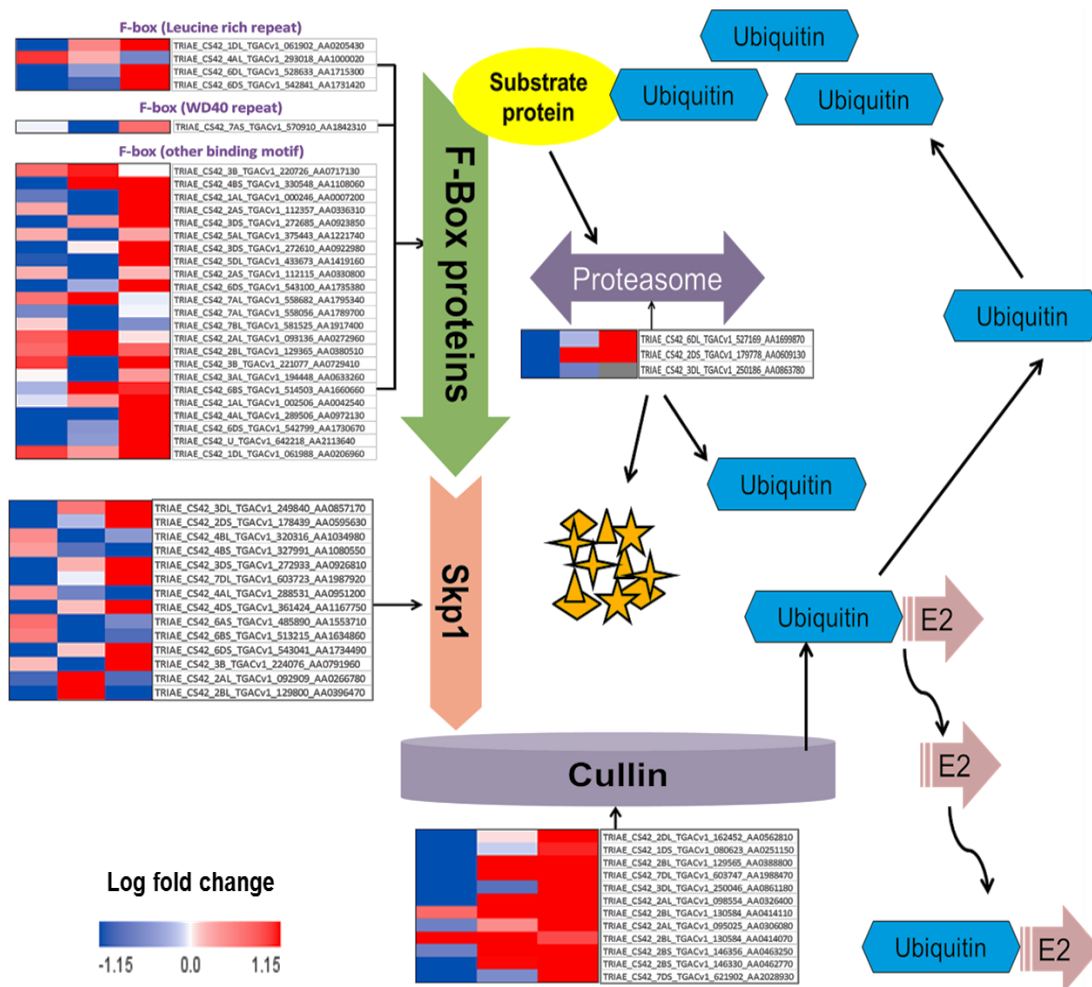 F-box (Leucine rich repeat)
TRIAE_CS42_1DL_TGACv1_061902_AA0205430
TRIAE_CS42_4AL_TGACv1_293018_AA1000020
TRIAE_CS42_6DL_TGACv1_528633_AA1715300
TRIAE_CS42_6DS_TGACv1_542841_AA1731420
F-box (WD40 repeat)
TRIAE_CS42_7AS_TGACv1_570910_AA1842310
F-box (other binding motif)
TRIAE_CS42_3B_TGACv1_220726_AA0717130
TRIAE_CS42_4BS_TGACv1_330548_AA1108060
TRIAE_CS42_1AL_TGACv1_000246_AA0007200
TRIAE_CS42_2AS_TGACv1_112357_AA0336310
TRIAE_CS42_3DS_TGACv1_272685_AA0923850
TRIAE_CS42_5AL_TGACv1_375443_AA1221740
TRIAE_CS42_3DS_TGACv1_272610_AA0922980
TRIAE_CS42_5DL_TGACv1_433673_AA1419160
TRIAE_CS42_2AS_TGACv1_112115_AA0330800
TRIAE_CS42_6DS_TGACv1_543100_AA1735380
TRIAE_CS42_7AL_TGACv1_558682_AA1795340
TRIAE_CS42_7AL_TGACv1_558056_AA1789700
TRIAE_CS42_7BL_TGACv1_581525_AA1917400
TRIAE_CS42_2AL_TGACv1_093136_AA0272960
TRIAE_CS42_2BL_TGACv1_129365_AA0380510
TRIAE_CS42_3B_TGACv1_221077_AA0729410
TRIAE_CS42_3AL_TGACv1_194448_AA0633260
TRIAE_CS42_6BS_TGACv1_514503_AA1660660
TRIAE_CS42_1AL_TGACv1_002506_AA0042540
TRIAE_CS42_4AL_TGACv1_289506_AA0972130
TRIAE_CS42_6DS_TGACv1_542799_AA1730670
TRIAE_CS42_U_TGACv1_642218_AA2113640
TRIAE_CS42_1DL_TGACv1_061988_AA0206960
TRIAE_CS42_3DL_TGACv1_249840_AA0857170
TRIAE_CS42_2DS_TGACv1_178439_AA0595630
TRIAE_CS42_4BL_TGACv1_320316_AA1034980
TRIAE_CS42_4BS_TGACv1_327991_AA1080550
TRIAE_CS42_3DS_TGACv1_272933_AA0926810
TRIAE_CS42_7DL_TGACv1_603723_AA1987920
TRIAE_CS42_4AL_TGACv1_288531_AA0951200
TRIAE_CS42_4DS_TGACv1_361424_AA1167750
TRIAE_CS42_6AS_TGACv1_485890_AA1553710
TRIAE_CS42_6BS_TGACv1_513215_AA1634860
TRIAE_CS42_6DS_TGACv1_543041_AA1734490
TRIAE_CS42_3B_TGACv1_224076_AA0791960
TRIAE_CS42_2AL_TGACv1_092909_AA0266780
TRIAE_CS42_2BL_TGACv1_129800_AA0396470
F-Box proteins
Skp1
Cullin
TRIAE_CS42_2DL_TGACv1_162452_AA0562810
TRIAE_CS42_1DS_TGACv1_080623_AA0251150
TRIAE_CS42_2BL_TGACv1_129565_AA0388800
TRIAE_CS42_7DL_TGACv1_603747_AA1988470
TRIAE_CS42_3DL_TGACv1_250046_AA0861180
TRIAE_CS42_2AL_TGACv1_098554_AA0326400
TRIAE_CS42_2BL_TGACv1_130584_AA0414110
TRIAE_CS42_2AL_TGACv1_095025_AA0306080
TRIAE_CS42_2BL_TGACv1_130584_AA0414070
TRIAE_CS42_2BS_TGACv1_146356_AA0463250
TRIAE_CS42_2BS_TGACv1_146330_AA0462770
TRIAE_CS42_7DS_TGACv1_621902_AA2028930
Substrate
protein
Ubiquitin
Ubiquitin
Ubiquitin
Proteasome
TRIAE_CS42_6DL_TGACv1_527169_AA1699870
TRIAE_CS42_2DS_TGACv1_179778_AA0609130
TRIAE_CS42_3DL_TGACv1_250186_AA0863780
Ubiquitin
Ubiquitin
Ubiquitin
E2
E2
Ubiquitin
E2
Log fold change
-1.15 0.0 1.15